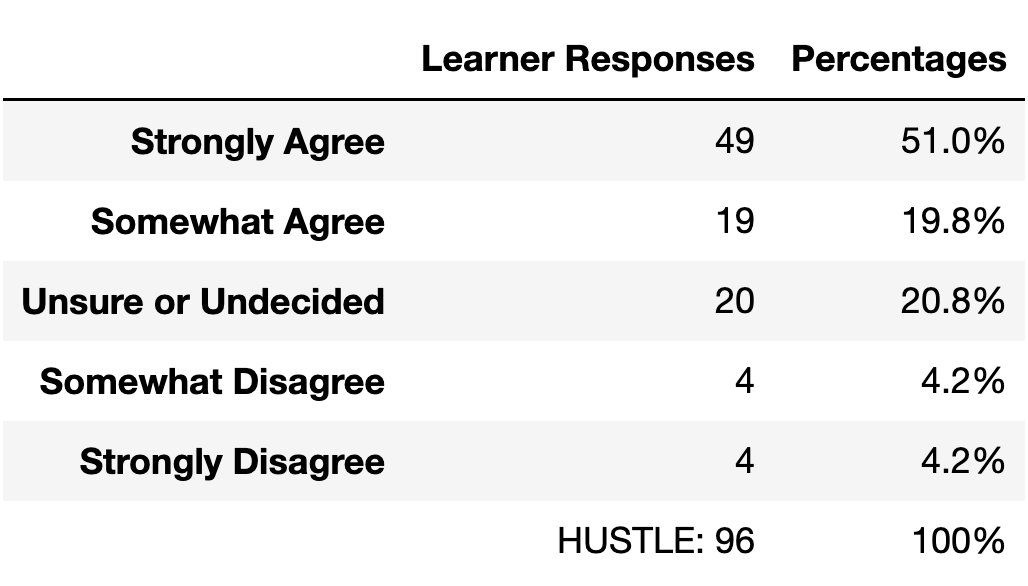 Learner Responses Percentages
Strongly Agree 49 51.0%
Somewhat Agree 19 19.8%
Unsure or Undecided 20 20.8%
Somewhat Disagree 4 4.2%
Strongly Disagree 4 4.2%
HUSTLE: 96 100%